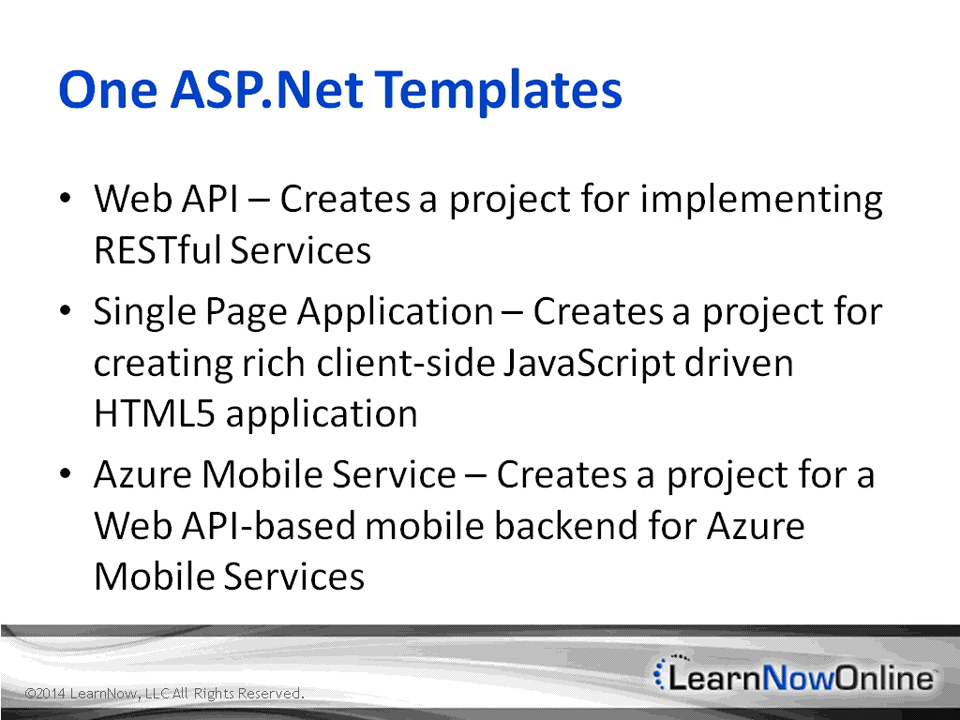 One ASP.Net Templates
• Web API – Creates a project for implementing
RESTful Services
• Single Page Application – Creates a project for
creating rich client-side JavaScript driven
HTML5 application
• Azure Mobile Service – Creates a project for a
Web API-based mobile backend for Azure
Mobile Services
©2014 LearnNow, LLC All Rights Reserved.
LearnNowOnline